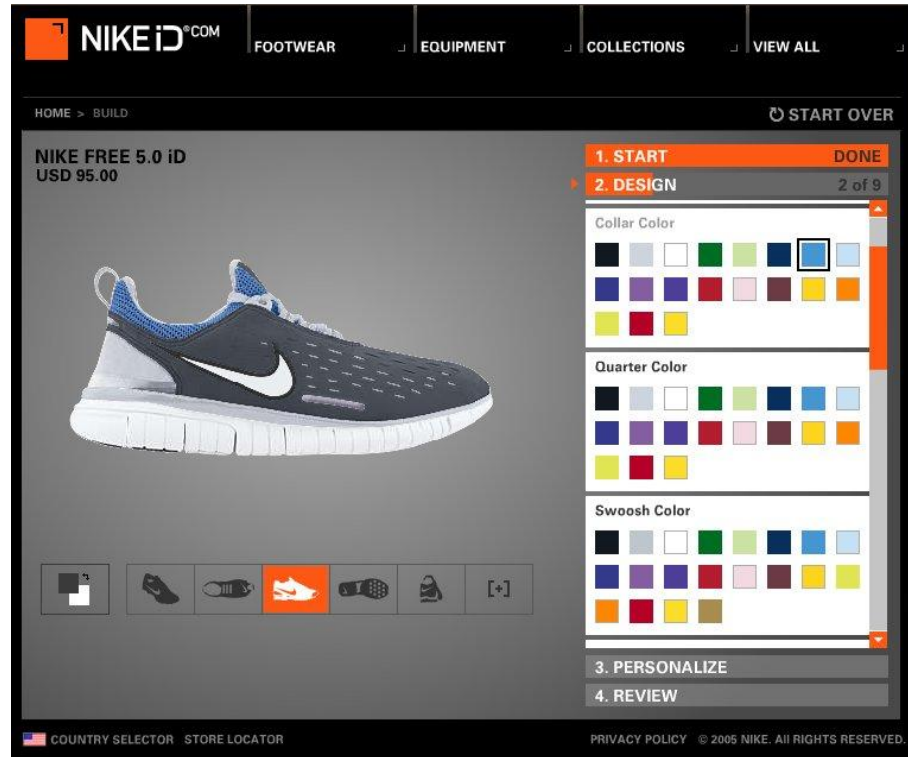 NIKEiD®COM
FOOTWEAR
EQUIPMENT
COLLECTIONS
VIEW ALL
HOME > BUILD
START OVER
NIKE FREE 5.0 iD
USD 95.00
1. START DONE
2. DESIGN 2 of 9
Collar Color
Quarter Color
Swoosh Color
[+]
3. PERSONALIZE
4. REVIEW
COUNTRY SELECTOR STORE LOCATOR
PRIVACY POLICY © 2005 NIKE. All RIGHTS RESERVED.